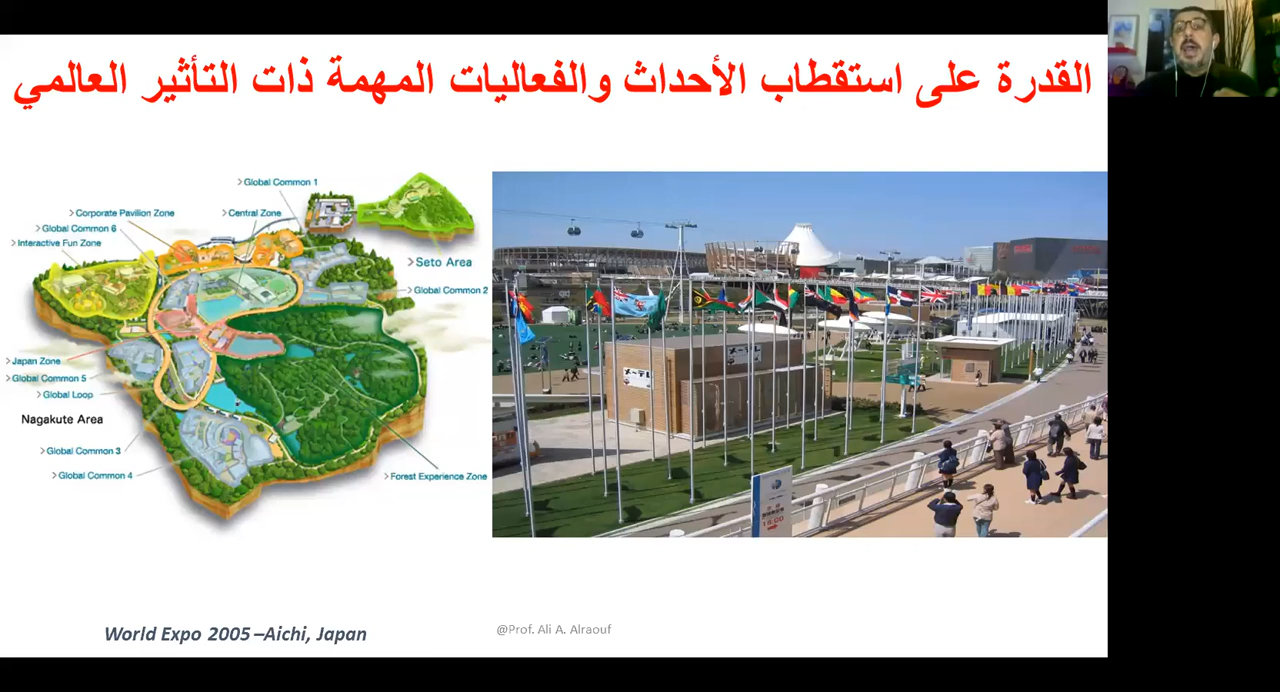 القدرة على استقطاب الأحداث والفعاليات المهمة ذات التأثير العالمي
>Global Common 1
>Corporate Pavilion Zone
>Central Zone
>Global Common 6
>Interactive Fun Zone
>Seto Area
>Global Common 2
>Japan Zone
>Global Common 5
>Global Loop
Nagakute Area
>Global Common 3
>Global Common 4
>Forest Experience Zone
World Expo 2005 –Aichi, Japan
@Prof. Ali A. Alraouf